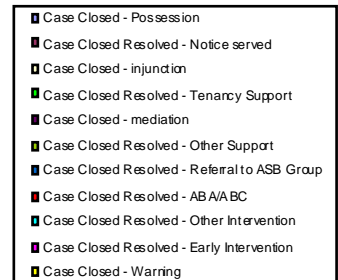 Case Closed - Possession
Case Closed Resolved - Notice served
Case Closed - injunction
Case Closed Resolved - Tenancy Support
Case Closed - mediation
Case Closed Resolved - Other Support
Case Closed Resolved - Referral to ASB Group
Case Closed Resolved - ABA/ABC
Case Closed Resolved - Other Intervention
Case Closed Resolved - Early Intervention
Case Closed - Warning